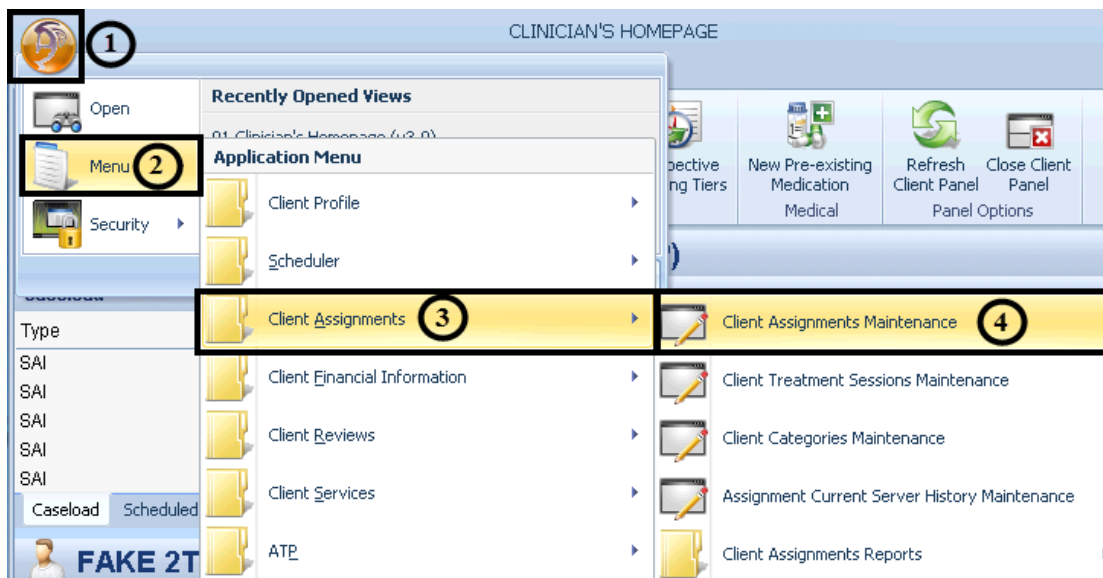 CLINICIAN'S HOMEPAGE
1
Open
Recently Opened Views
Menu
2
Application Menu
Security
Client Profile
Scheduler
Client Assignments
3
Client Assignments Maintenance
4
Client Financial Information
Client Treatment Sessions Maintenance
Client Reviews
Client Categories Maintenance
Client Services
Assignment Current Server History Maintenance
ATP
Client Assignments Reports
New Pre-existing
Medication
Medical
Refresh
Client Panel
Close Client
Panel
Panel Options
Type
SAI
SAI
SAI
SAI
SAI
Caseload
Scheduled
FAKE 2T